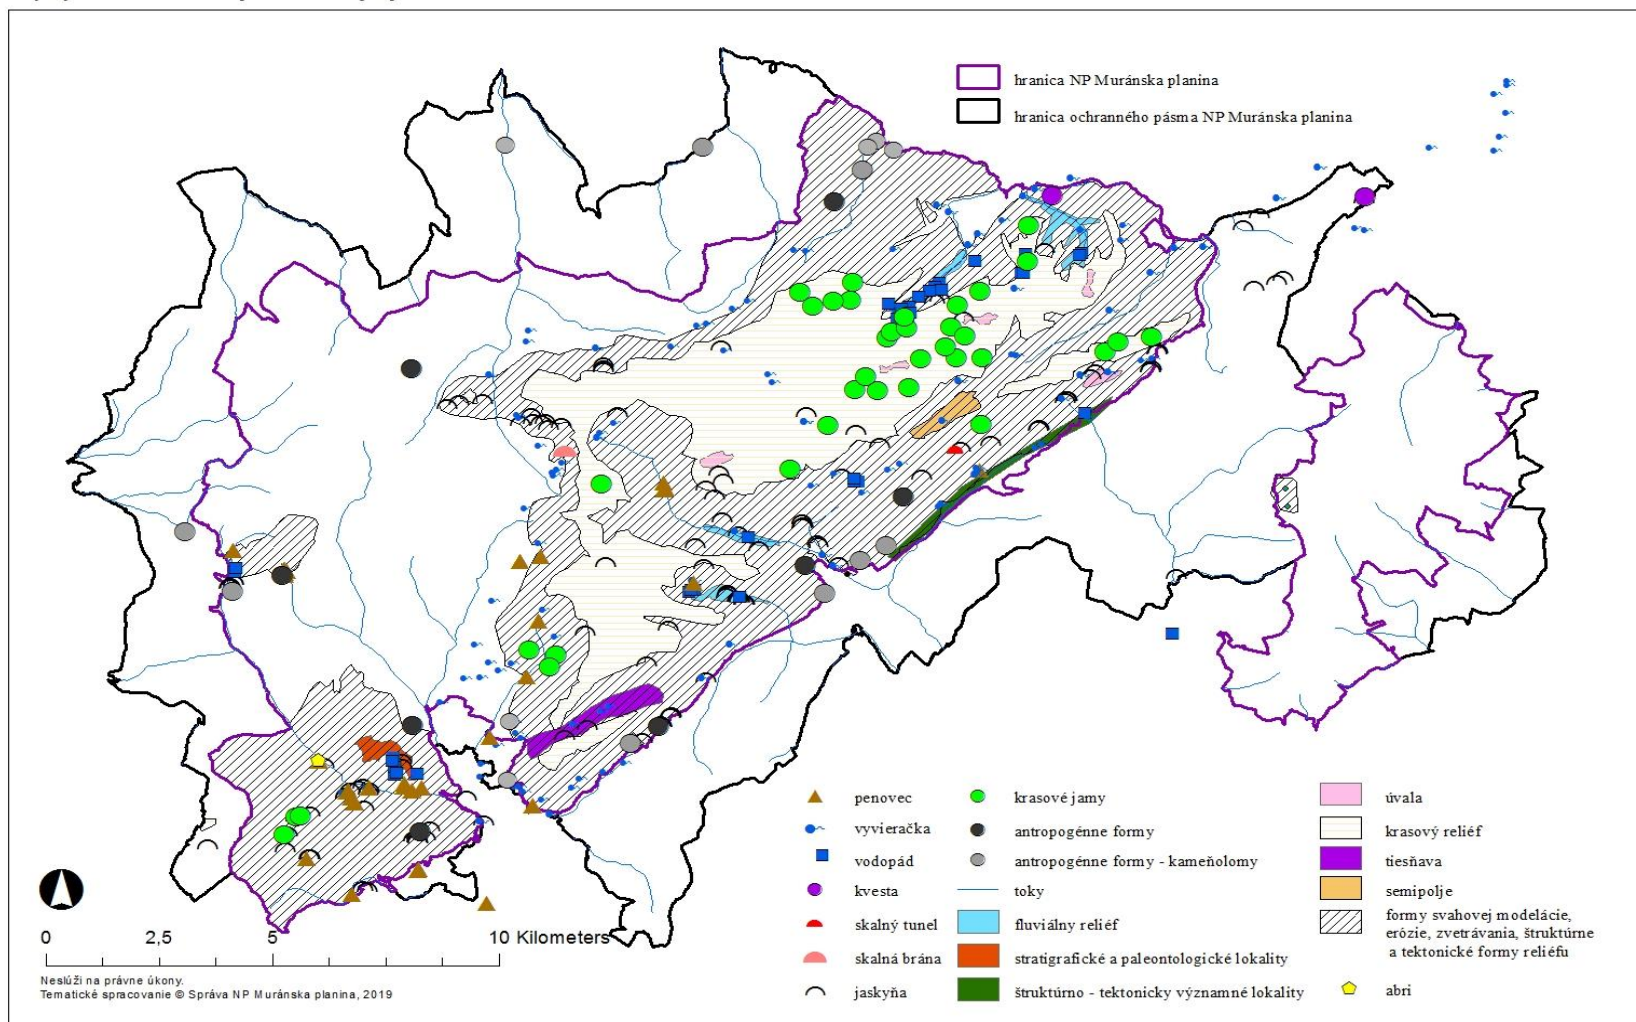 hranica NP Muránska planina
hranica ochranného pásma NP Muránska planina
penovec
vyvieračka
vodopád
kvesta
skalný tunel
skalná brána
jaskyňa
krasové jamy
antropogénne formy
antropogénne formy - kameňolomy
toky
fluviálny reliéf
stratigrafické a paleontologické lokality
štruktúrno - tektonicky významné lokality
úvala
krasový reliéf
tiesňava
semipolje
formy svahovej modelácie,
erózie, zvetrávania, štruktúrne
a tektonické formy reliéfu
abri
0 2,5 5 10 Kilometers
Neslúži na právne úkony.
Tematické spracovanie © Správa NP Muránska planina, 2019